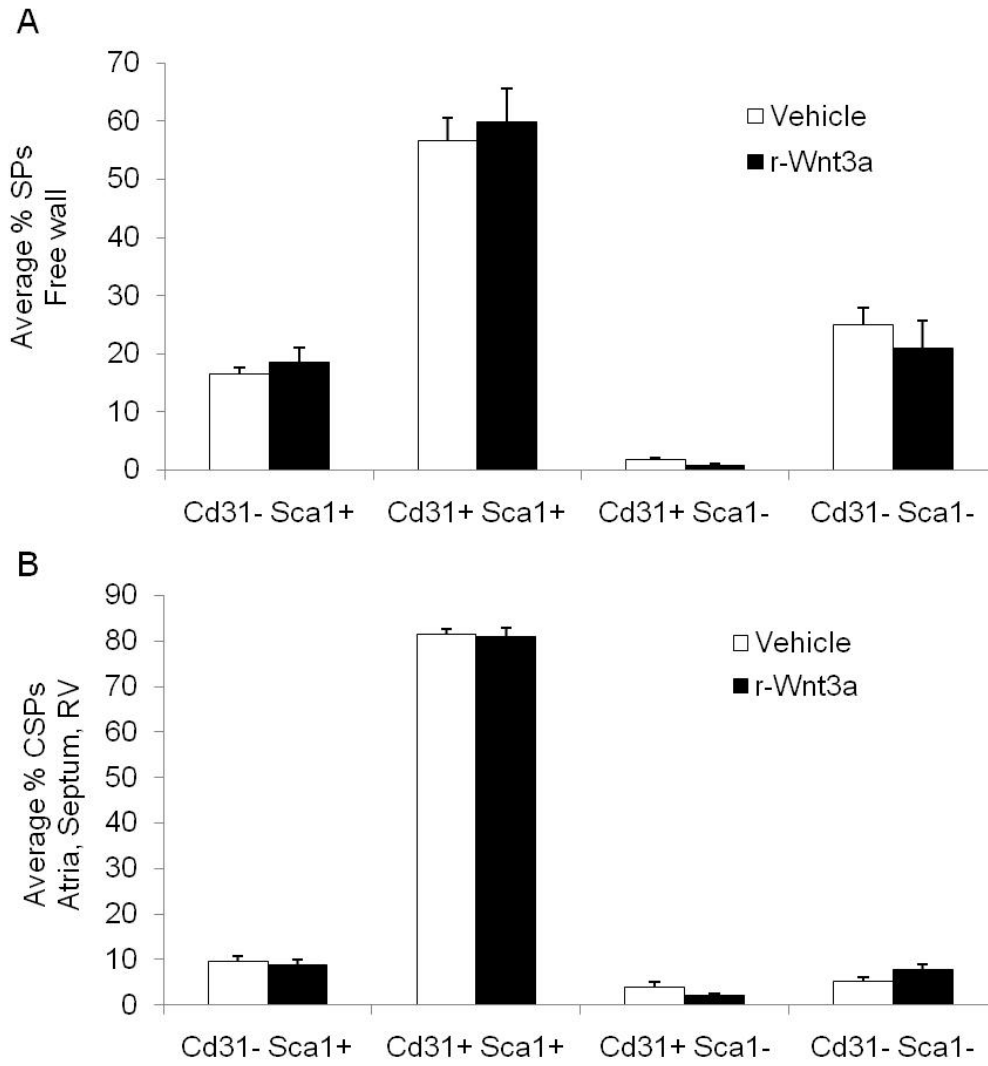 A
Average % SPs
Free wall
70
60
50
40
30
20
10
0
Vehicle
r-Wnt3a
Cd31- Sca1+
Cd31+ Sca1+
Cd31+ Sca1-
Cd31- Sca1-
B
Average % CSPs
Atria, Septum, RV
90
80
70
60
50
40
30
20
10
0
Vehicle
r-Wnt3a
Cd31- Sca1+
Cd31+ Sca1+
Cd31+ Sca1-
Cd31- Sca1-